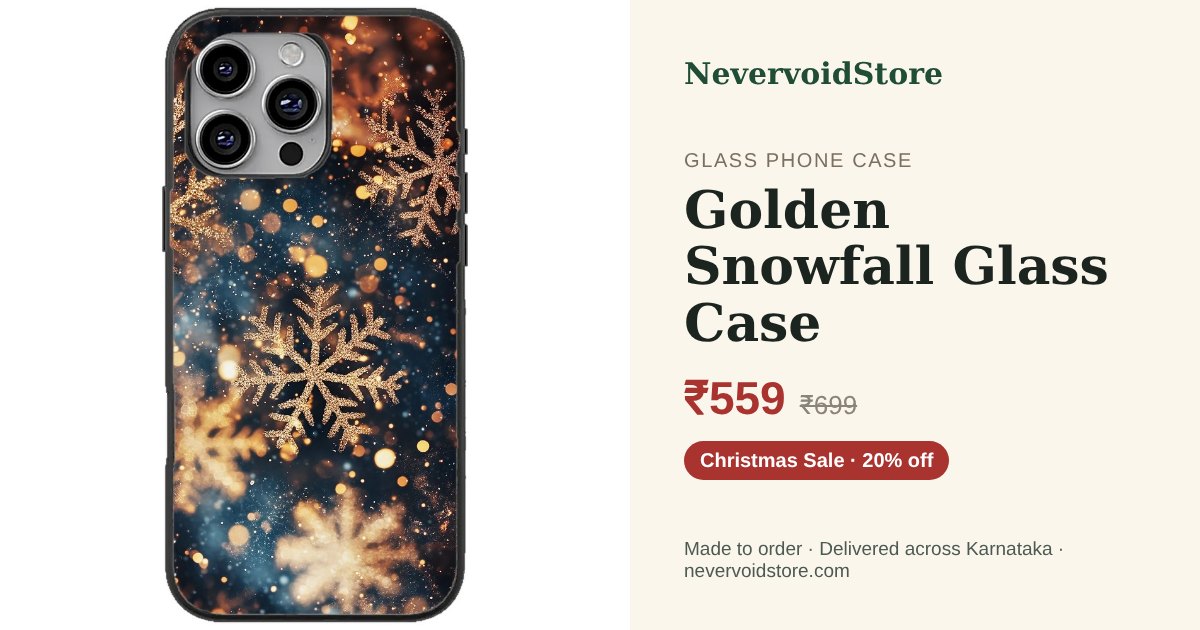 NevervoidStore
GLASS PHONE CASE
Golden
Snowfall Glass
Case
₹559 ₹699
Christmas Sale · 20% off
Made to order · Delivered across Karnataka ·
nevervoidstore.com